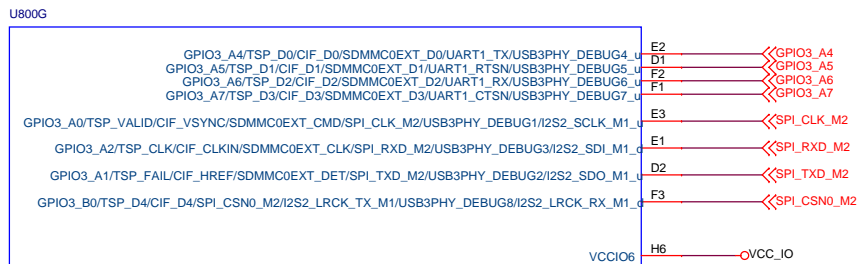 U800G
GPIO3_A4/TSP_D0/CIF_D0/SDMMC0EXT_D0/UART1_TX/USB3PHY_DEBUG4_u E2 GPIO3_A4
GPIO3_A5/TSP_D1/CIF_D1/SDMMC0EXT_D1/UART1_RTSN/USB3PHY_DEBUG5_u D1 GPIO3_A5
GPIO3_A6/TSP_D2/CIF_D2/SDMMC0EXT_D2/UART1_RX/USB3PHY_DEBUG6_u F2 GPIO3_A6
GPIO3_A7/TSP_D3/CIF_D3/SDMMC0EXT_D3/UART1_CTSN/USB3PHY_DEBUG7_u F1 GPIO3_A7
GPIO3_A0/TSP_VALID/CIF_VSYNC/SDMMC0EXT_CMD/SPI_CLK_M2/USB3PHY_DEBUG1/I2S2_SCLK_M1_u E3 SPI_CLK_M2
GPIO3_A2/TSP_CLK/CIF_CLKIN/SDMMC0EXT_CLK/SPI_RXD_M2/USB3PHY_DEBUG3/I2S2_SDI_M1_d E1 SPI_RXD_M2
GPIO3_A1/TSP_FAIL/CIF_HREF/SDMMC0EXT_DET/SPI_TXD_M2/USB3PHY_DEBUG2/I2S2_SDO_M1_u D2 SPI_TXD_M2
GPIO3_B0/TSP_D4/CIF_D4/SPI_CSN0_M2/I2S2_LRCK_TX_M1/USB3PHY_DEBUG8/I2S2_LRCK_RX_M1_d F3 SPI_CSN0_M2
VCCIO6 H6 VCC_IO